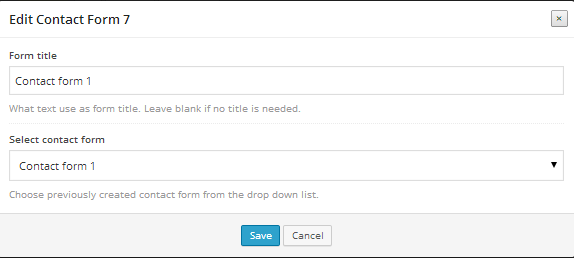 Edit Contact Form 7
×
Form title
Contact form 1
What text use as form title. Leave blank if no title is needed.
Select contact form
Contact form 1
Choose previously created contact form from the drop down list.
Save Cancel